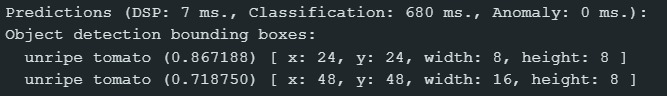 Predictions (DSP: 7 ms., Classification: 680 ms., Anomaly: 0 ms.):
Object detection bounding boxes:
unripe tomato (0.867188) [ x: 24, y: 24, width: 8, height: 8 ]
unripe tomato (0.718750) [ x: 48, y: 48, width: 16, height: 8 ]